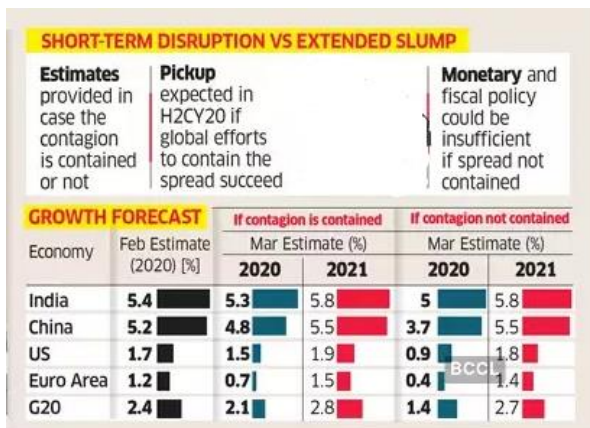 SHORT-TERM DISRUPTION VS EXTENDED SLUMP
Estimates
provided in
case the
contagion
is contained
or not
Pickup
expected in
H2CY20 if
global efforts
to contain the
spread succeed
Monetary and
fiscal policy
could be
insufficient
if spread not
contained
GROWTH FORECAST
If contagion is contained
If contagion not contained
Economy
Feb Estimate
(2020) [%]
Mar Estimate (%)
Mar Estimate (%)
2020 2021 2020 2021
India 5.4 5.3 5.8 5 5.8
China 5.2 4.8 5.5 3.7 5.5
US 1.7 1.5 1.9 0.9 1.8
BCCL
Euro Area 1.2 0.7 1.5 0.4 1.4
G20 2.4 2.1 2.8 1.4 2.7